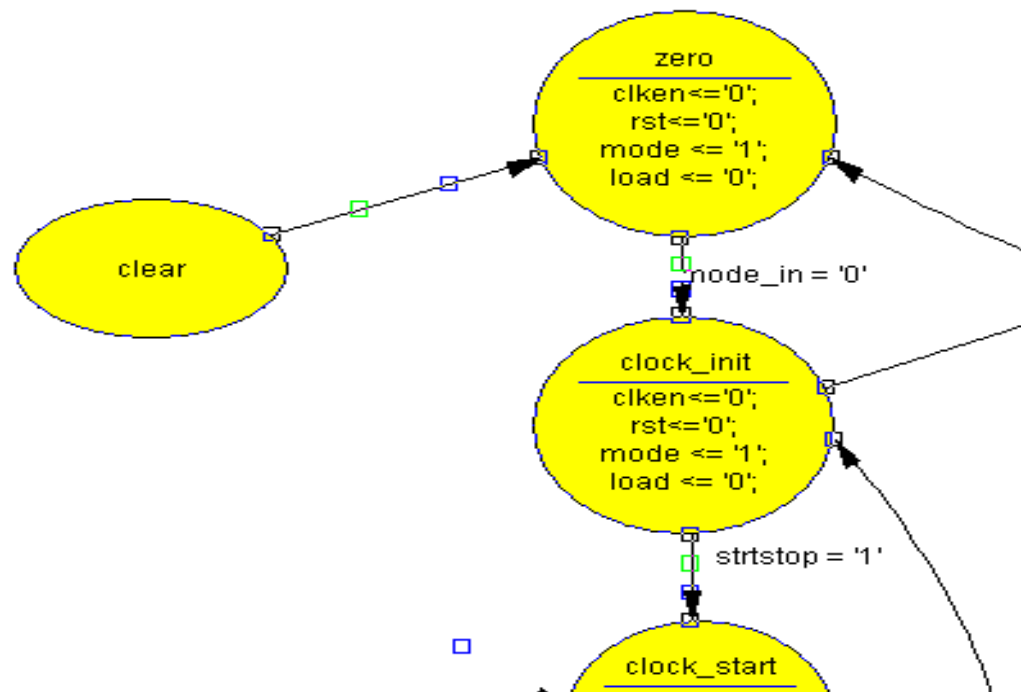 zero
clken<='0';
rst<='0';
mode <= '1';
load <= '0';
clear
mode_in = '0'
clock_init
clken<='0';
rst<='0';
mode <= '1';
load <= '0';
strtstop = '1'
clock_start